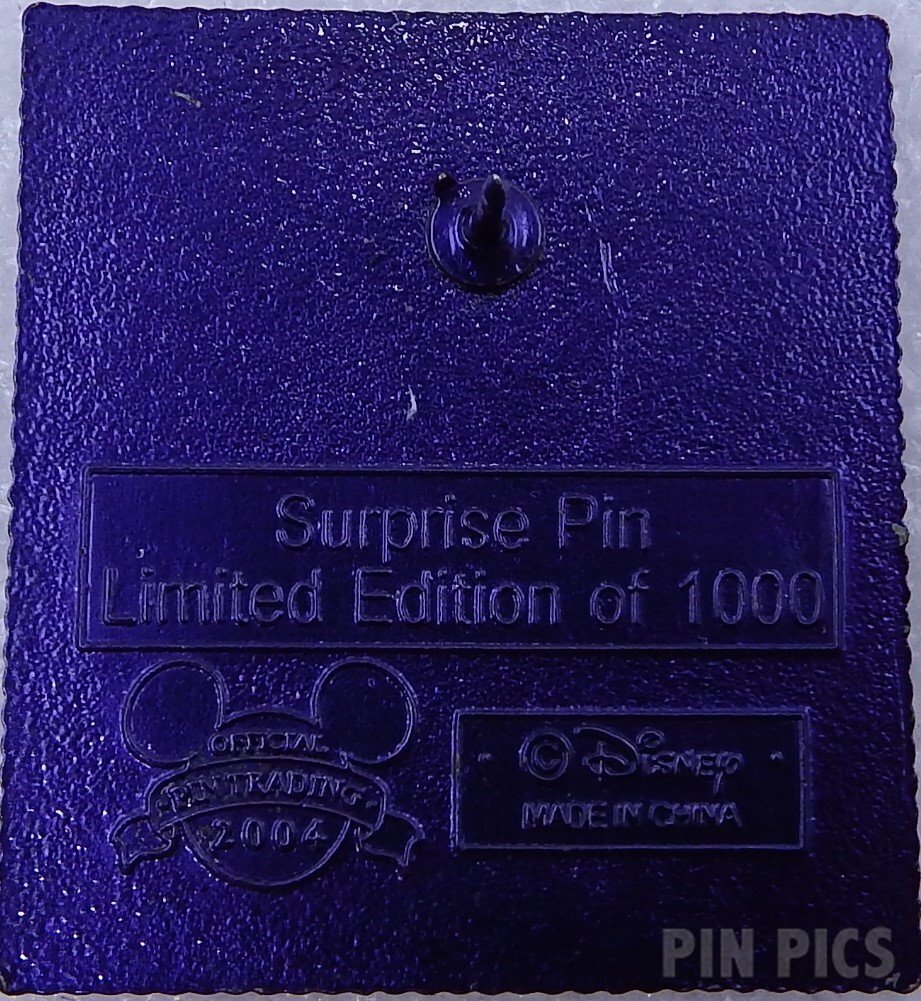 Surprise Pin
Limited Edition of 1000
OFFICIAL
· PIN TRADING ·
2004
· © Disney ·
MADE IN CHINA
PIN PICS